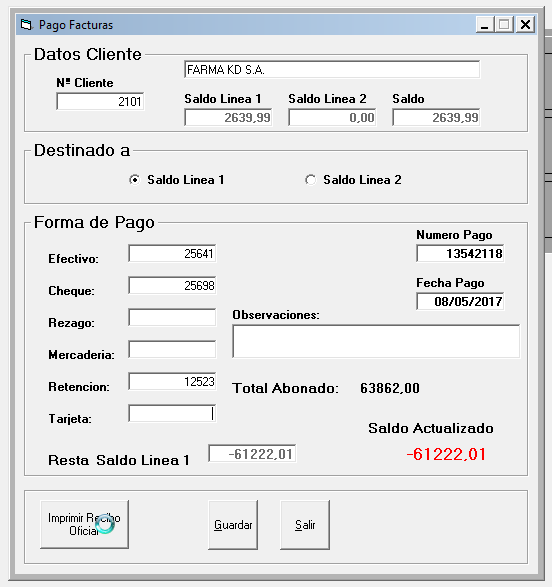 Pago Facturas
Datos Cliente
FARMA KD S.A.
Nº Cliente
2101
Saldo Linea 1 Saldo Linea 2 Saldo
2639,99 0,00 2639,99
Destinado a
Saldo Linea 1 Saldo Linea 2
Forma de Pago
Numero Pago
13542118
Efectivo: 25641
Fecha Pago
08/05/2017
Cheque: 25698
Observaciones:
Rezago:
Mercaderia:
Retencion: 12523
Total Abonado: 63862,00
Tarjeta:
Saldo Actualizado
Resta Saldo Linea 1 -61222,01
-61222,01
Imprimir Recibo
Oficial
Guardar
Salir